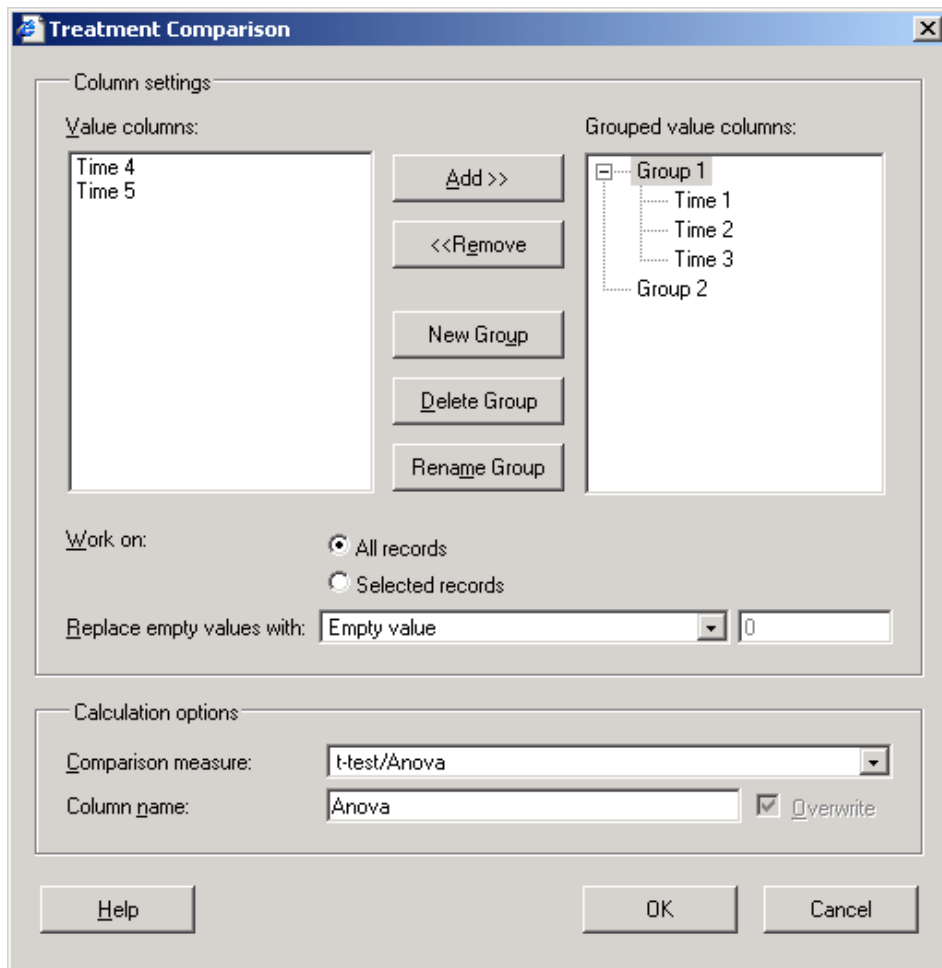 Treatment Comparison
Column settings
Value columns:
Grouped value columns:
Time 4
Time 5
Add >>
<<Remove
New Group
Delete Group
Rename Group
Group 1
Time 1
Time 2
Time 3
Group 2
Work on:
All records
Selected records
Replace empty values with: Empty value 0
Calculation options
Comparison measure: t-test/Anova
Column name: Anova Overwrite
Help OK Cancel